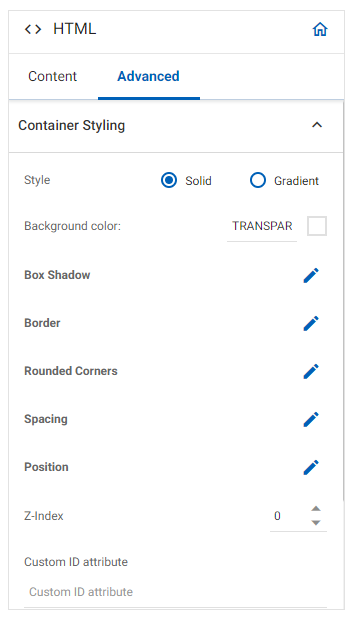 HTML
Content Advanced
Container Styling
Style Solid Gradient
Background color: TRANSPAR
Box Shadow
Border
Rounded Corners
Spacing
Position
Z-Index 0
Custom ID attribute
Custom ID attribute